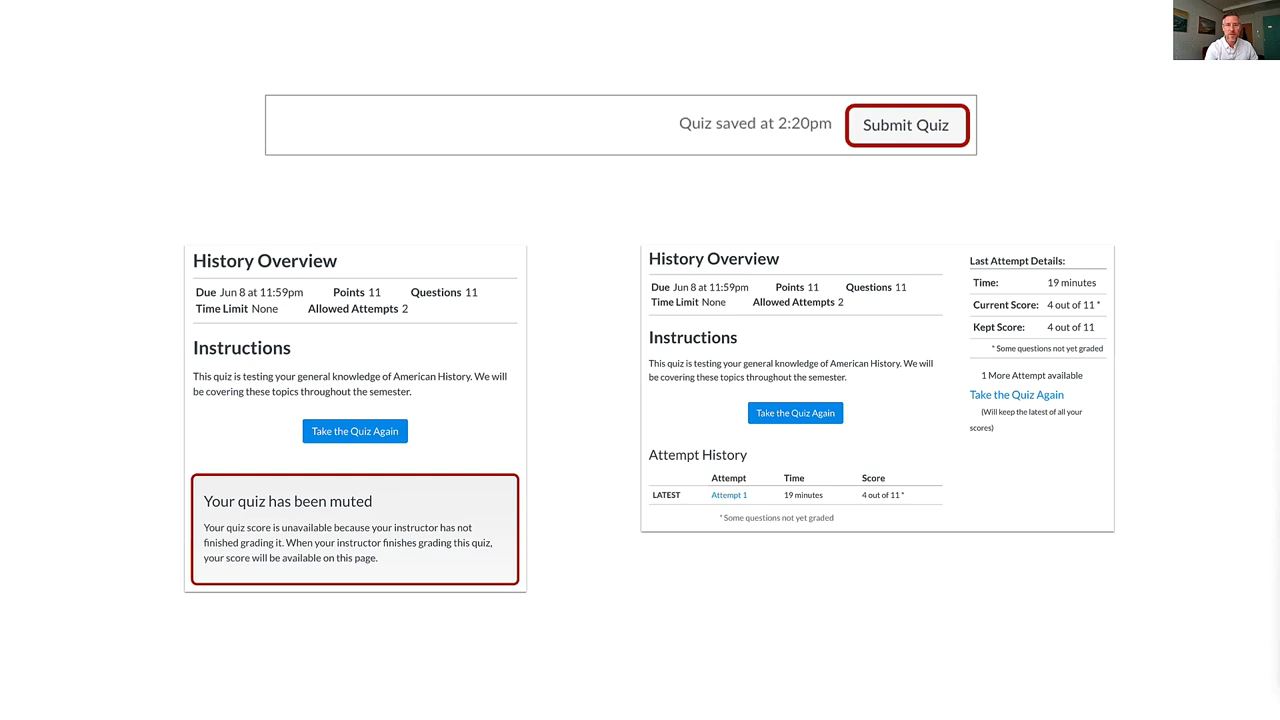 Quiz saved at 2:20pm
Submit Quiz
History Overview
Due Jun 8 at 11:59pm Points 11 Questions 11
Time Limit None Allowed Attempts 2
Instructions
This quiz is testing your general knowledge of American History. We will
be covering these topics throughout the semester.
Take the Quiz Again
Your quiz has been muted
Your quiz score is unavailable because your instructor has not
finished grading it. When your instructor finishes grading this quiz,
your score will be available on this page.
History Overview
Due Jun 8 at 11:59pm Points 11 Questions 11
Time Limit None Allowed Attempts 2
Instructions
This quiz is testing your general knowledge of American History. We will
be covering these topics throughout the semester.
Take the Quiz Again
Attempt History
Attempt Time Score
LATEST Attempt 1 19 minutes 4 out of 11 *
* Some questions not yet graded
Last Attempt Details:
Time: 19 minutes
Current Score: 4 out of 11 *
Kept Score: 4 out of 11
* Some questions not yet graded
1 More Attempt available
Take the Quiz Again
(Will keep the latest of all your
scores)